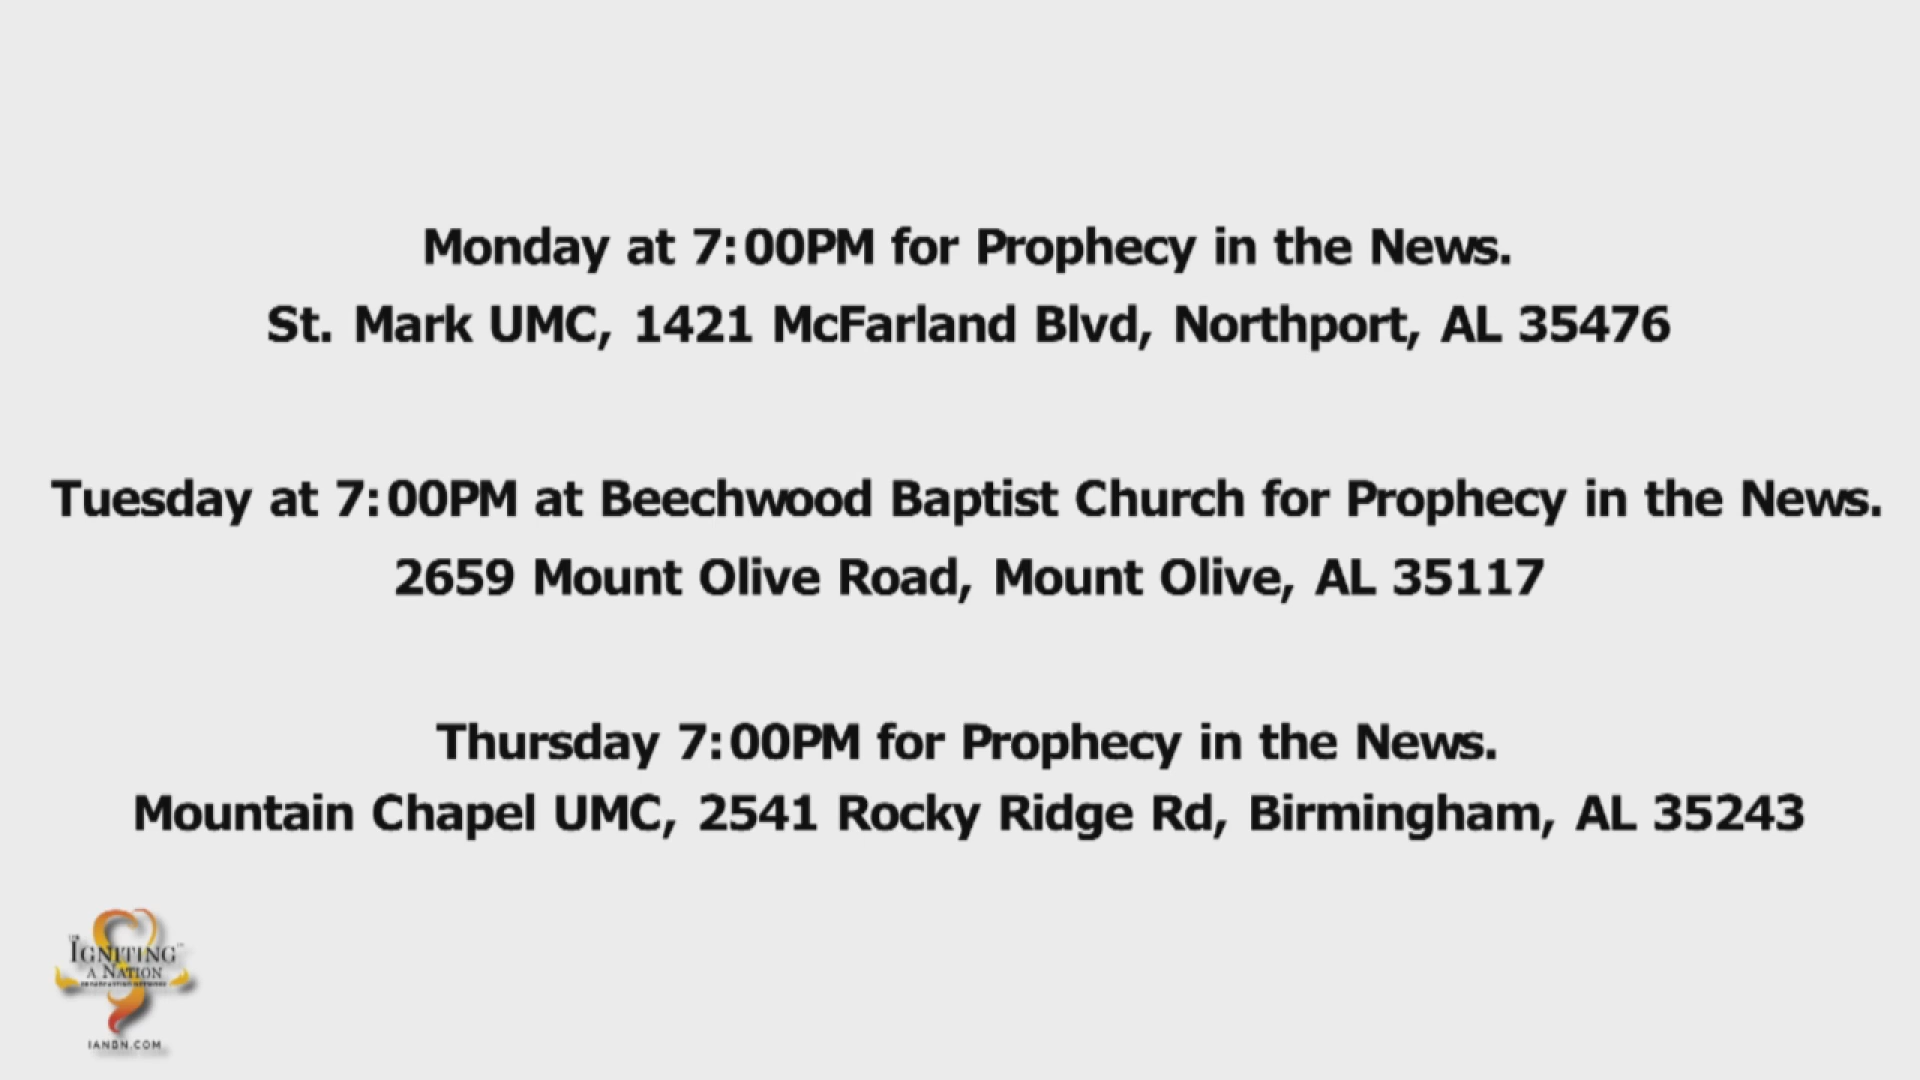 Monday at 7:00PM for Prophecy in the News.
St. Mark UMC, 1421 McFarland Blvd, Northport, AL 35476
Tuesday at 7:00PM at Beechwood Baptist Church for Prophecy in the News.
2659 Mount Olive Road, Mount Olive, AL 35117
Thursday 7:00PM for Prophecy in the News.
Mountain Chapel UMC, 2541 Rocky Ridge Rd, Birmingham, AL 35243
IGNITING
A NATION
BROADCASTING NETWORK
IANBN.COM